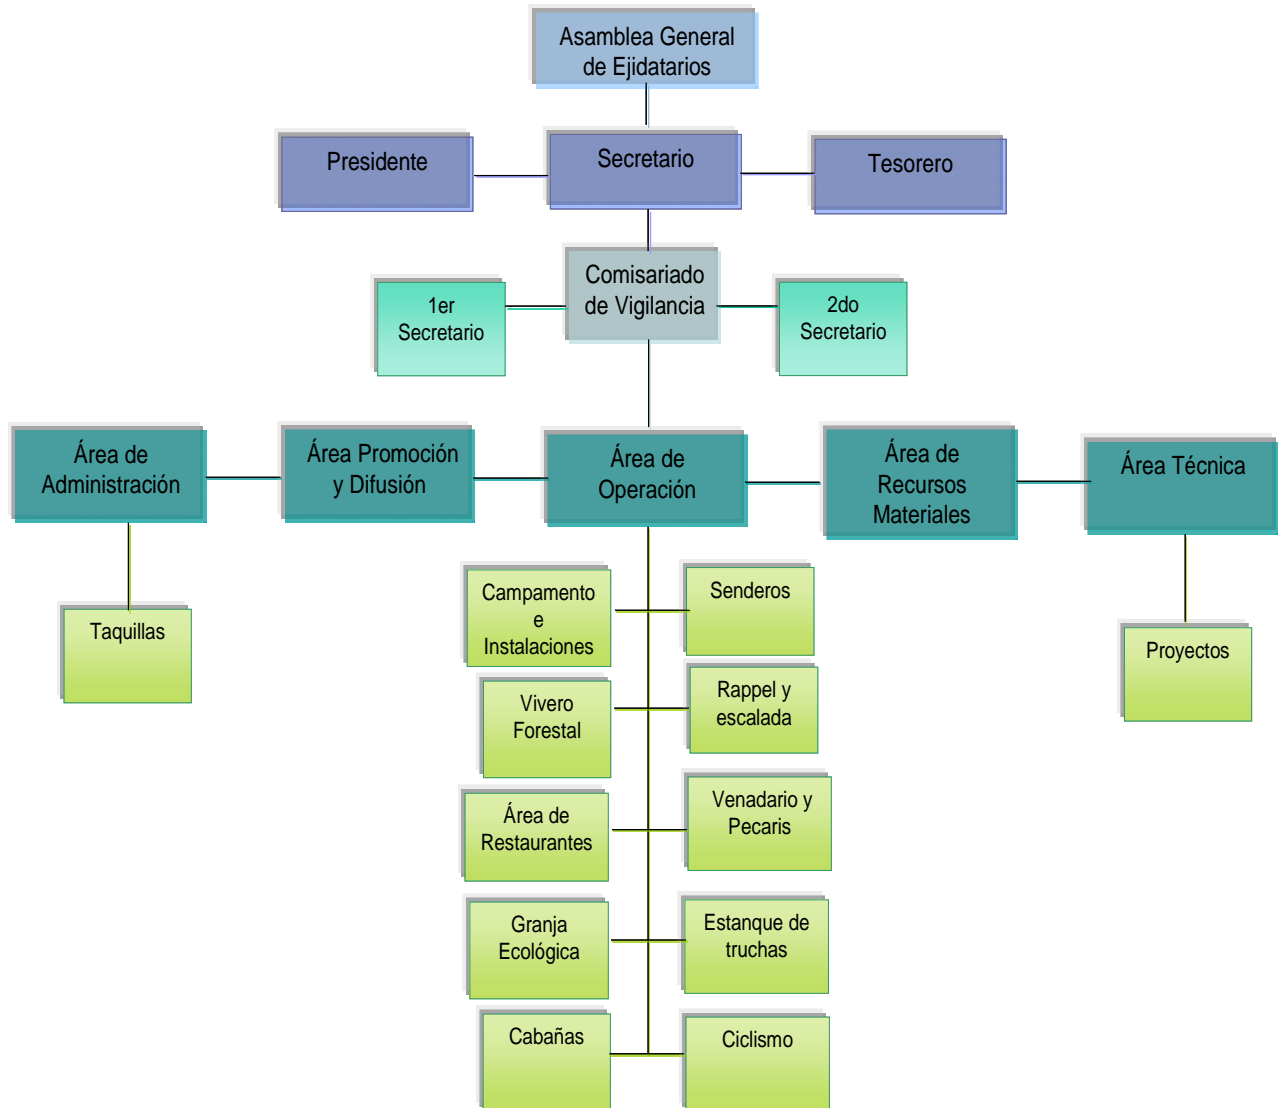 Asamblea General
de Ejidatarios
Presidente
Secretario
Tesorero
Comisariado
de Vigilancia
1er
Secretario
2do
Secretario
Área de
Administración
Área Promoción
y Difusión
Área de
Operación
Área de
Recursos
Materiales
Área Técnica
Taquillas
Campamento
e
Instalaciones
Senderos
Proyectos
Vivero
Forestal
Rappel y
escalada
Área de
Restaurantes
Venadario y
Pecaris
Granja
Ecológica
Estanque de
truchas
Cabañas
Ciclismo